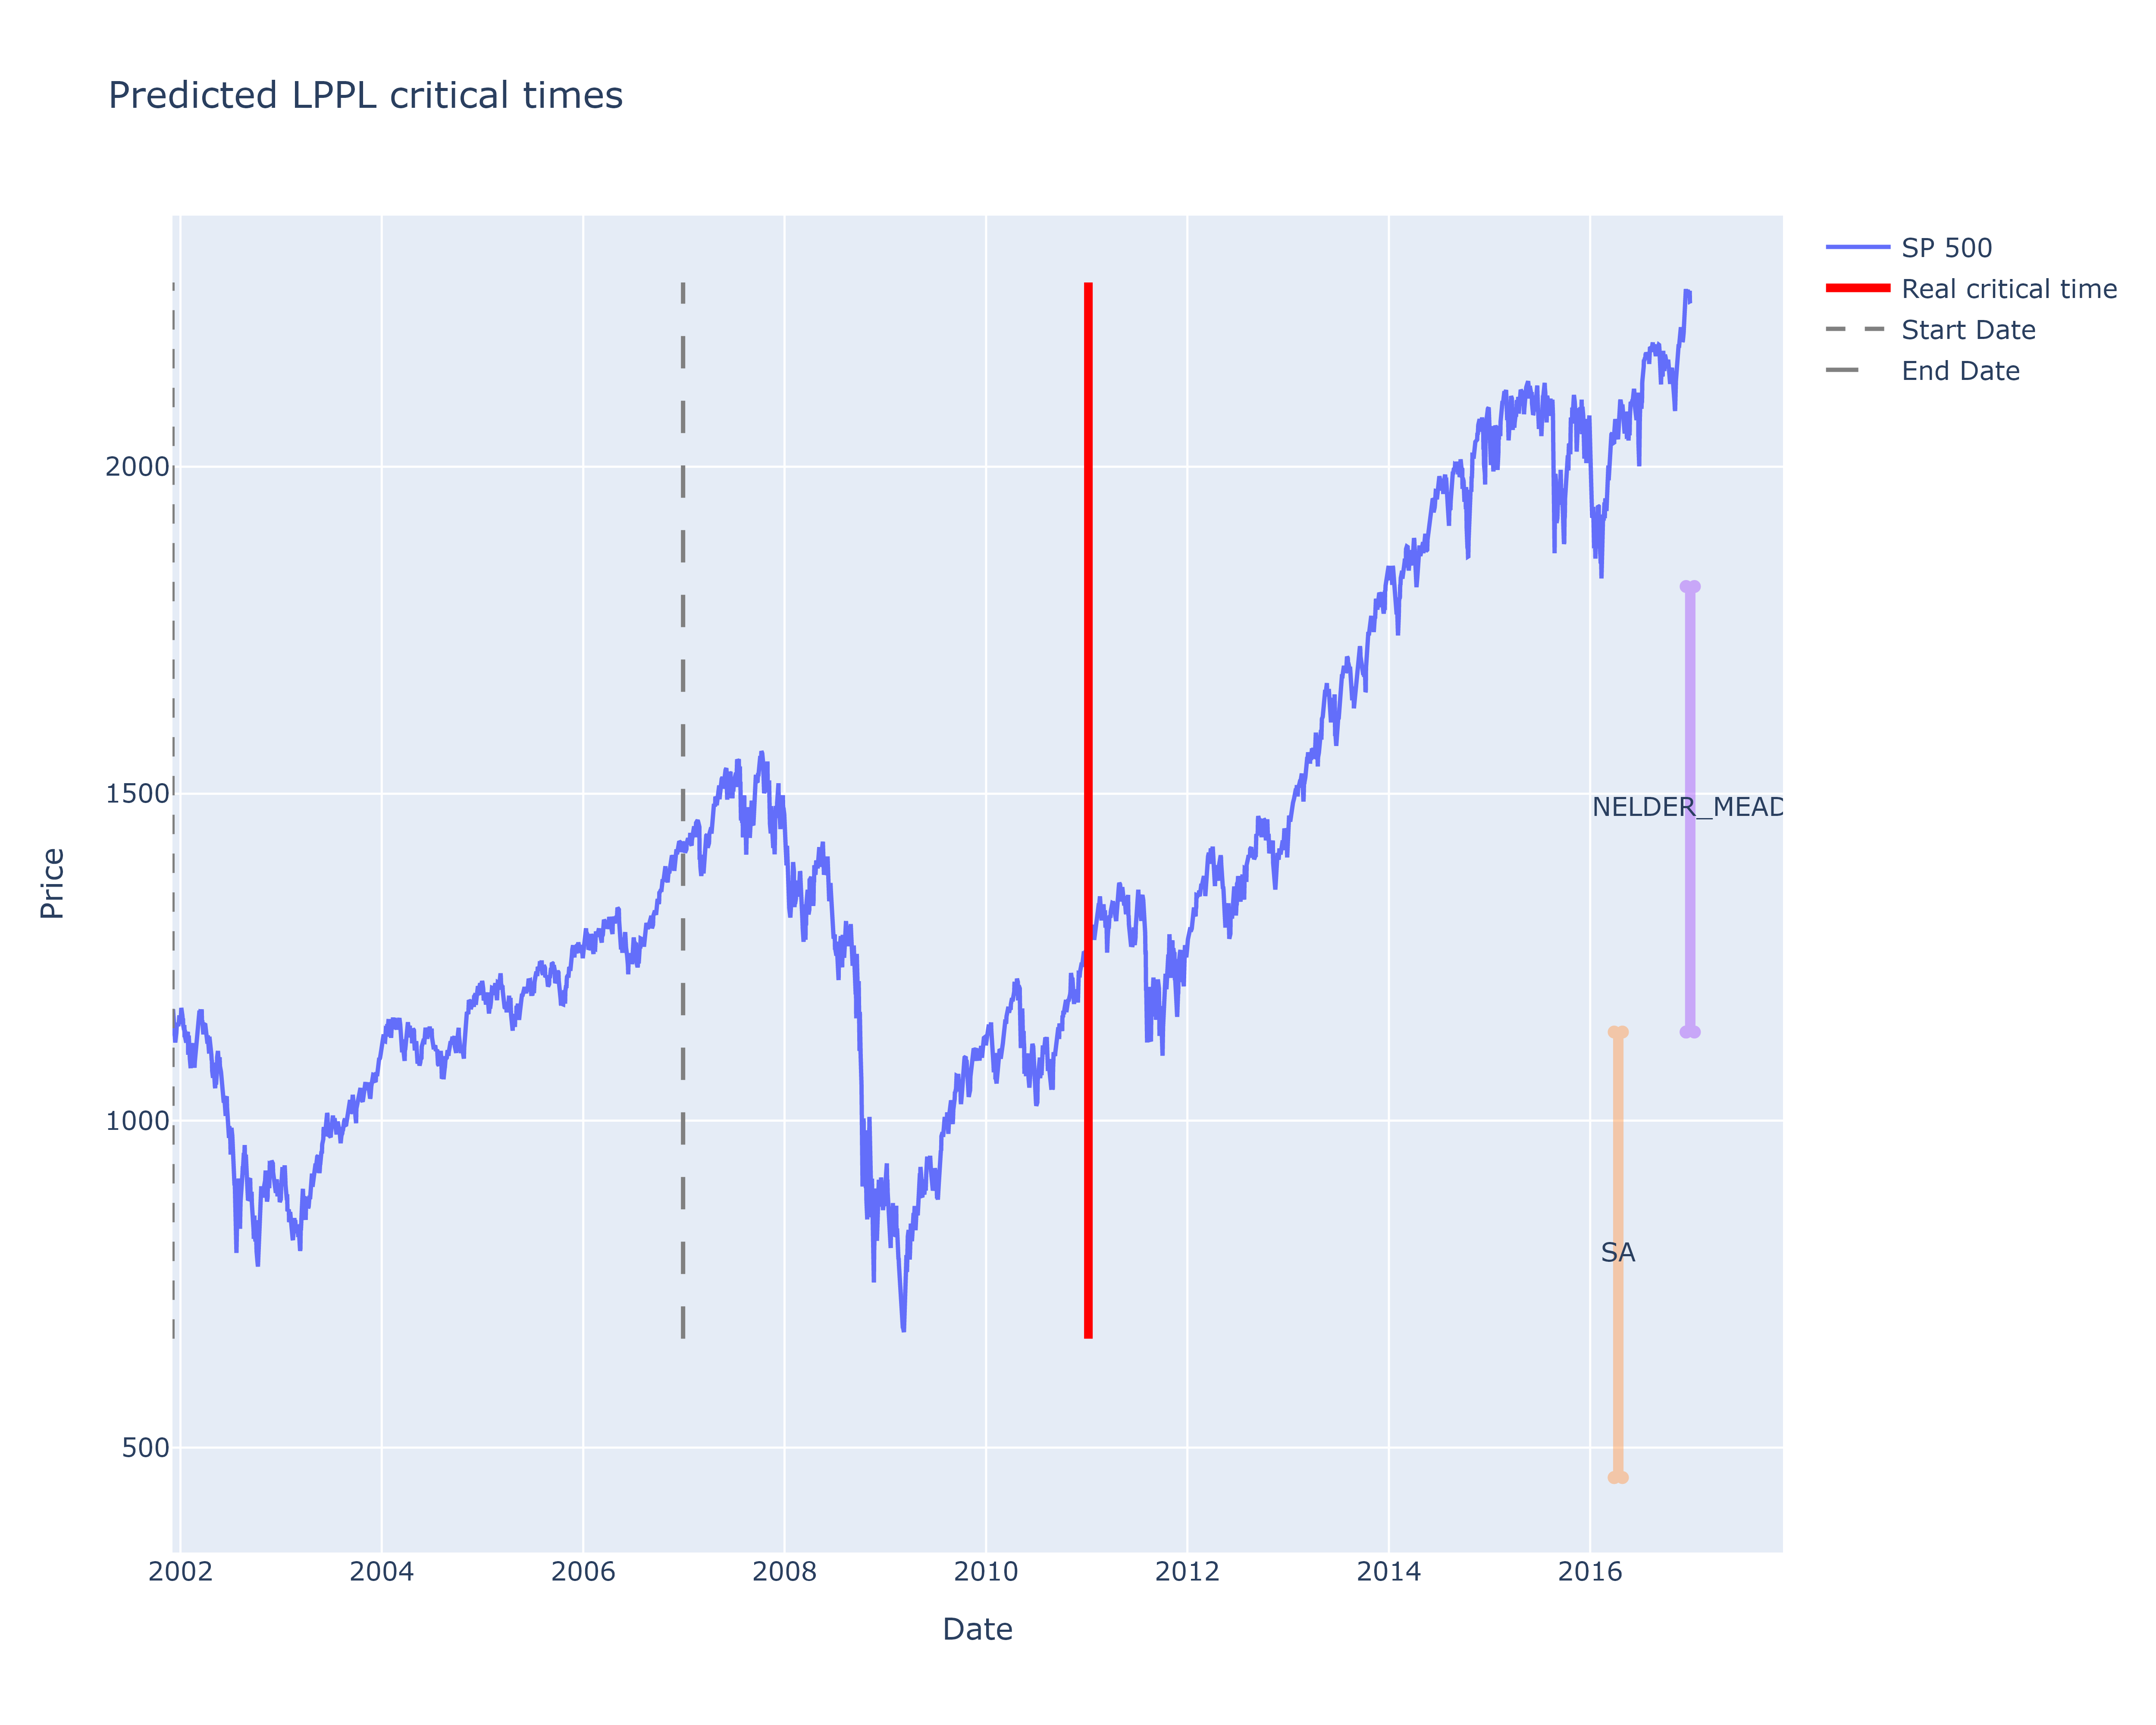 Predicted LPPL critical times
SP 500
Real critical time
Start Date
End Date
2000
1500
1000
500
Price
NELDER_MEAD
SA
2002
2004
2006
2008
2010
2012
2014
2016
Date